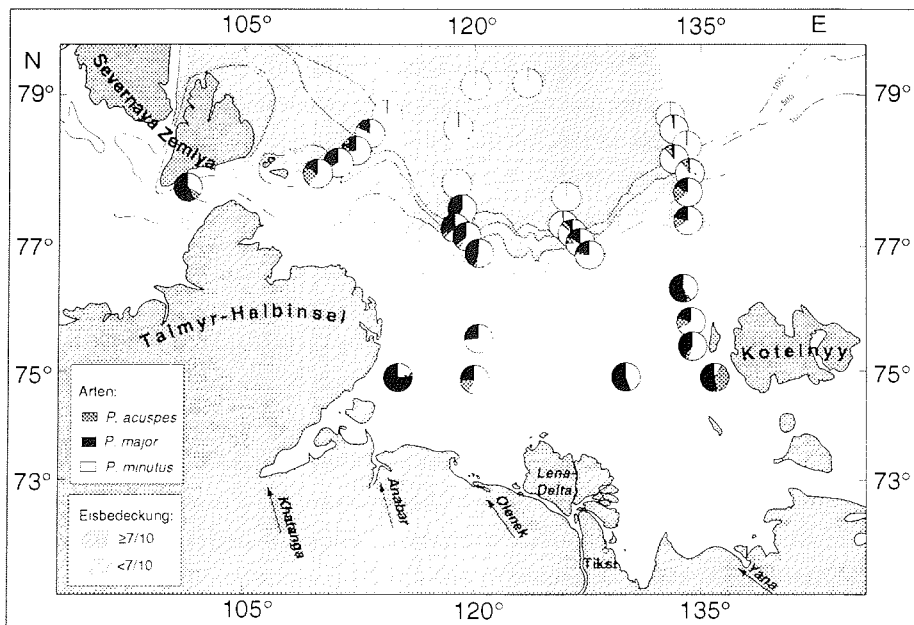 105°
120°
135°
N
E
79°
79°
Severnaya Zemlya
77°
77°
Taimyr-Halbinsel
Kotelnyy
75°
75°
Arten:
P. acuspes
P. major
P. minutus
73°
73°
Lena-
Delta
Eisbedeckung:
≥7/10
<7/10
Khatanga
Anabar
Olenek
Tiksi
Yana
105°
120°
135°